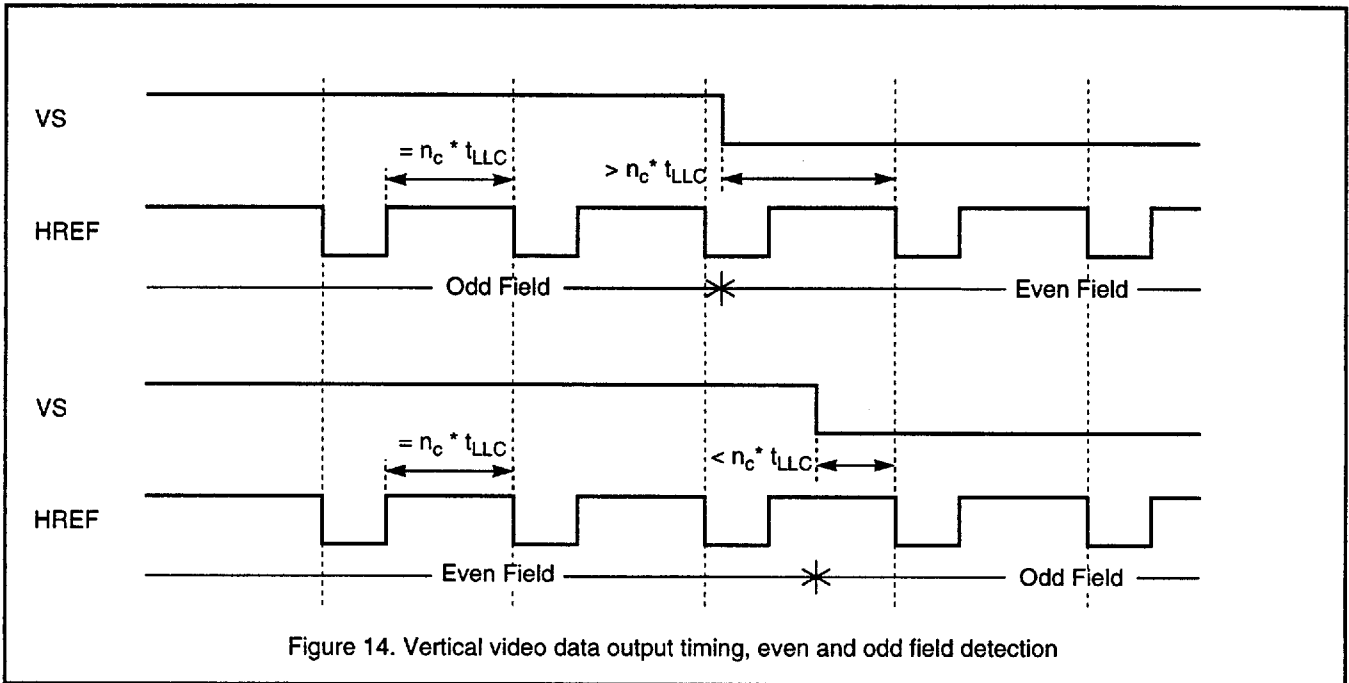 VS
= n_c * t_LLC
> n_c* t_LLC
HREF
Odd Field
Even Field
VS
= n_c * t_LLC
< n_c* t_LLC
HREF
Even Field
Odd Field
Figure 14. Vertical video data output timing, even and odd field detection